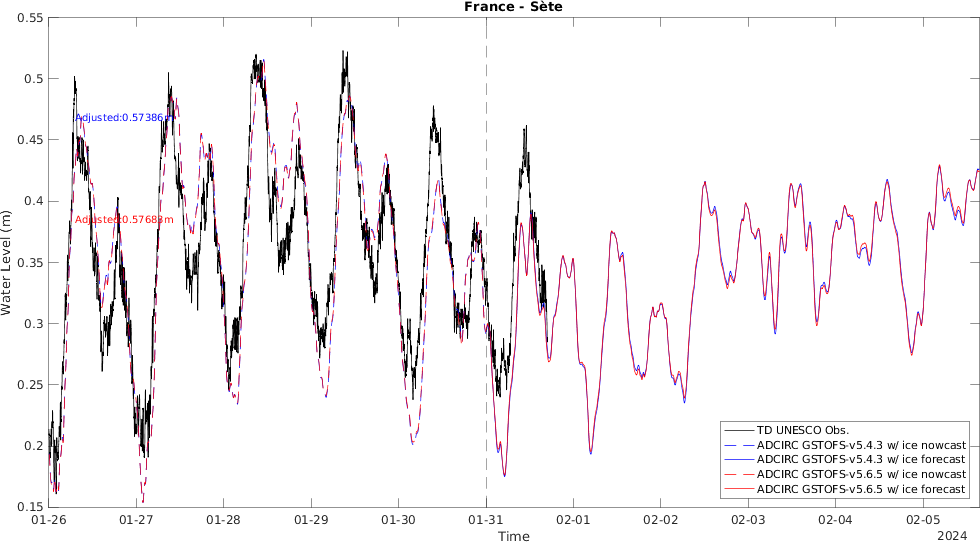 France - Sète
0.55
0.5
0.45
0.4
0.35
0.3
0.25
0.2
0.15
Water Level (m)
Adjusted:0.57386m
Adjusted:0.57683m
TD UNESCO Obs.
ADCIRC GSTOFS-v5.4.3 w/ ice nowcast
ADCIRC GSTOFS-v5.4.3 w/ ice forecast
ADCIRC GSTOFS-v5.6.5 w/ ice nowcast
ADCIRC GSTOFS-v5.6.5 w/ ice forecast
01-26 01-27 01-28 01-29 01-30 01-31 02-01 02-02 02-03 02-04 02-05
Time
2024